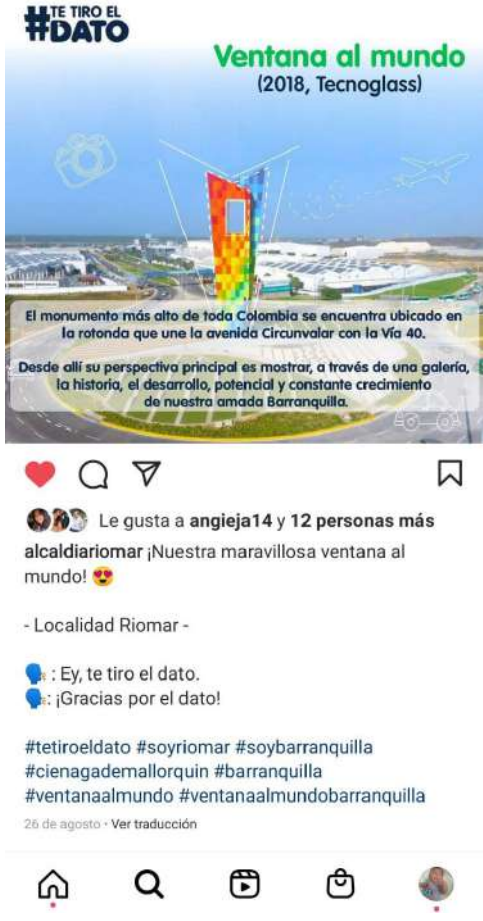 #TE TIRO EL
DATO
Ventana al mundo
(2018, Tecnoglass)
El monumento más alto de toda Colombia se encuentra ubicado en
la rotonda que une la avenida Circunvalar con la Vía 40.
Desde allí su perspectiva principal es mostrar, a través de una galería,
la historia, el desarrollo, potencial y constante crecimiento
de nuestra amada Barranquilla.
Le gusta a angieja14 y 12 personas más
alcaldiariomar ¡Nuestra maravillosa ventana al
mundo! 😍
- Localidad Riomar -
🗣️ : Ey, te tiro el dato.
🗣️: ¡Gracias por el dato!
#tetiroeldato #soyriomar #soybarranquilla
#cienagademallorquin #barranquilla
#ventanaalmundo #ventanaalmundobarranquilla
26 de agosto · Ver traducción